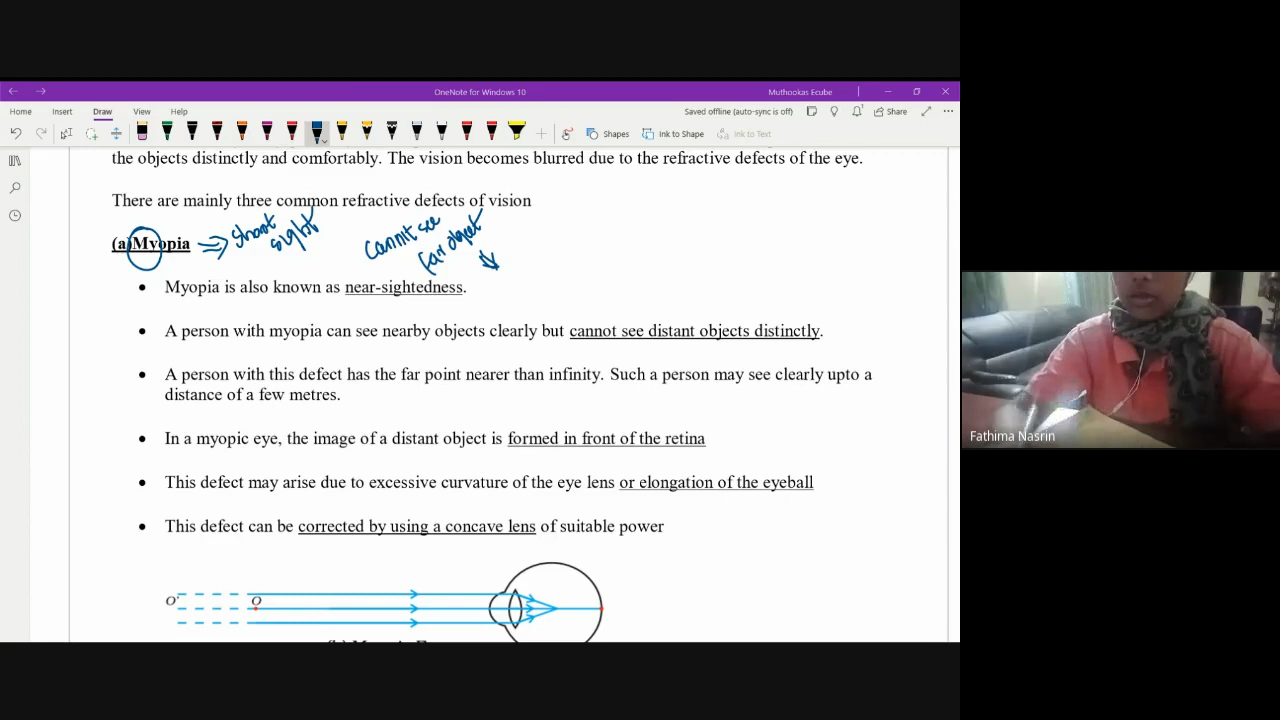 OneNote for Windows 10
Muthookas Ecube
Home Insert Draw View Help
Saved offline (auto-sync is off)
Share
Shapes
Ink to Shape
Ink to Text
the objects distinctly and comfortably. The vision becomes blurred due to the refractive defects of the eye.
There are mainly three common refractive defects of vision
(a)Myopia
short
sight
cannit see
far object
• Myopia is also known as near-sightedness.
• A person with myopia can see nearby objects clearly but cannot see distant objects distinctly.
• A person with this defect has the far point nearer than infinity. Such a person may see clearly upto a
distance of a few metres.
• In a myopic eye, the image of a distant object is formed in front of the retina
• This defect may arise due to excessive curvature of the eye lens or elongation of the eyeball
• This defect can be corrected by using a concave lens of suitable power
O' O
Fathima Nasrin